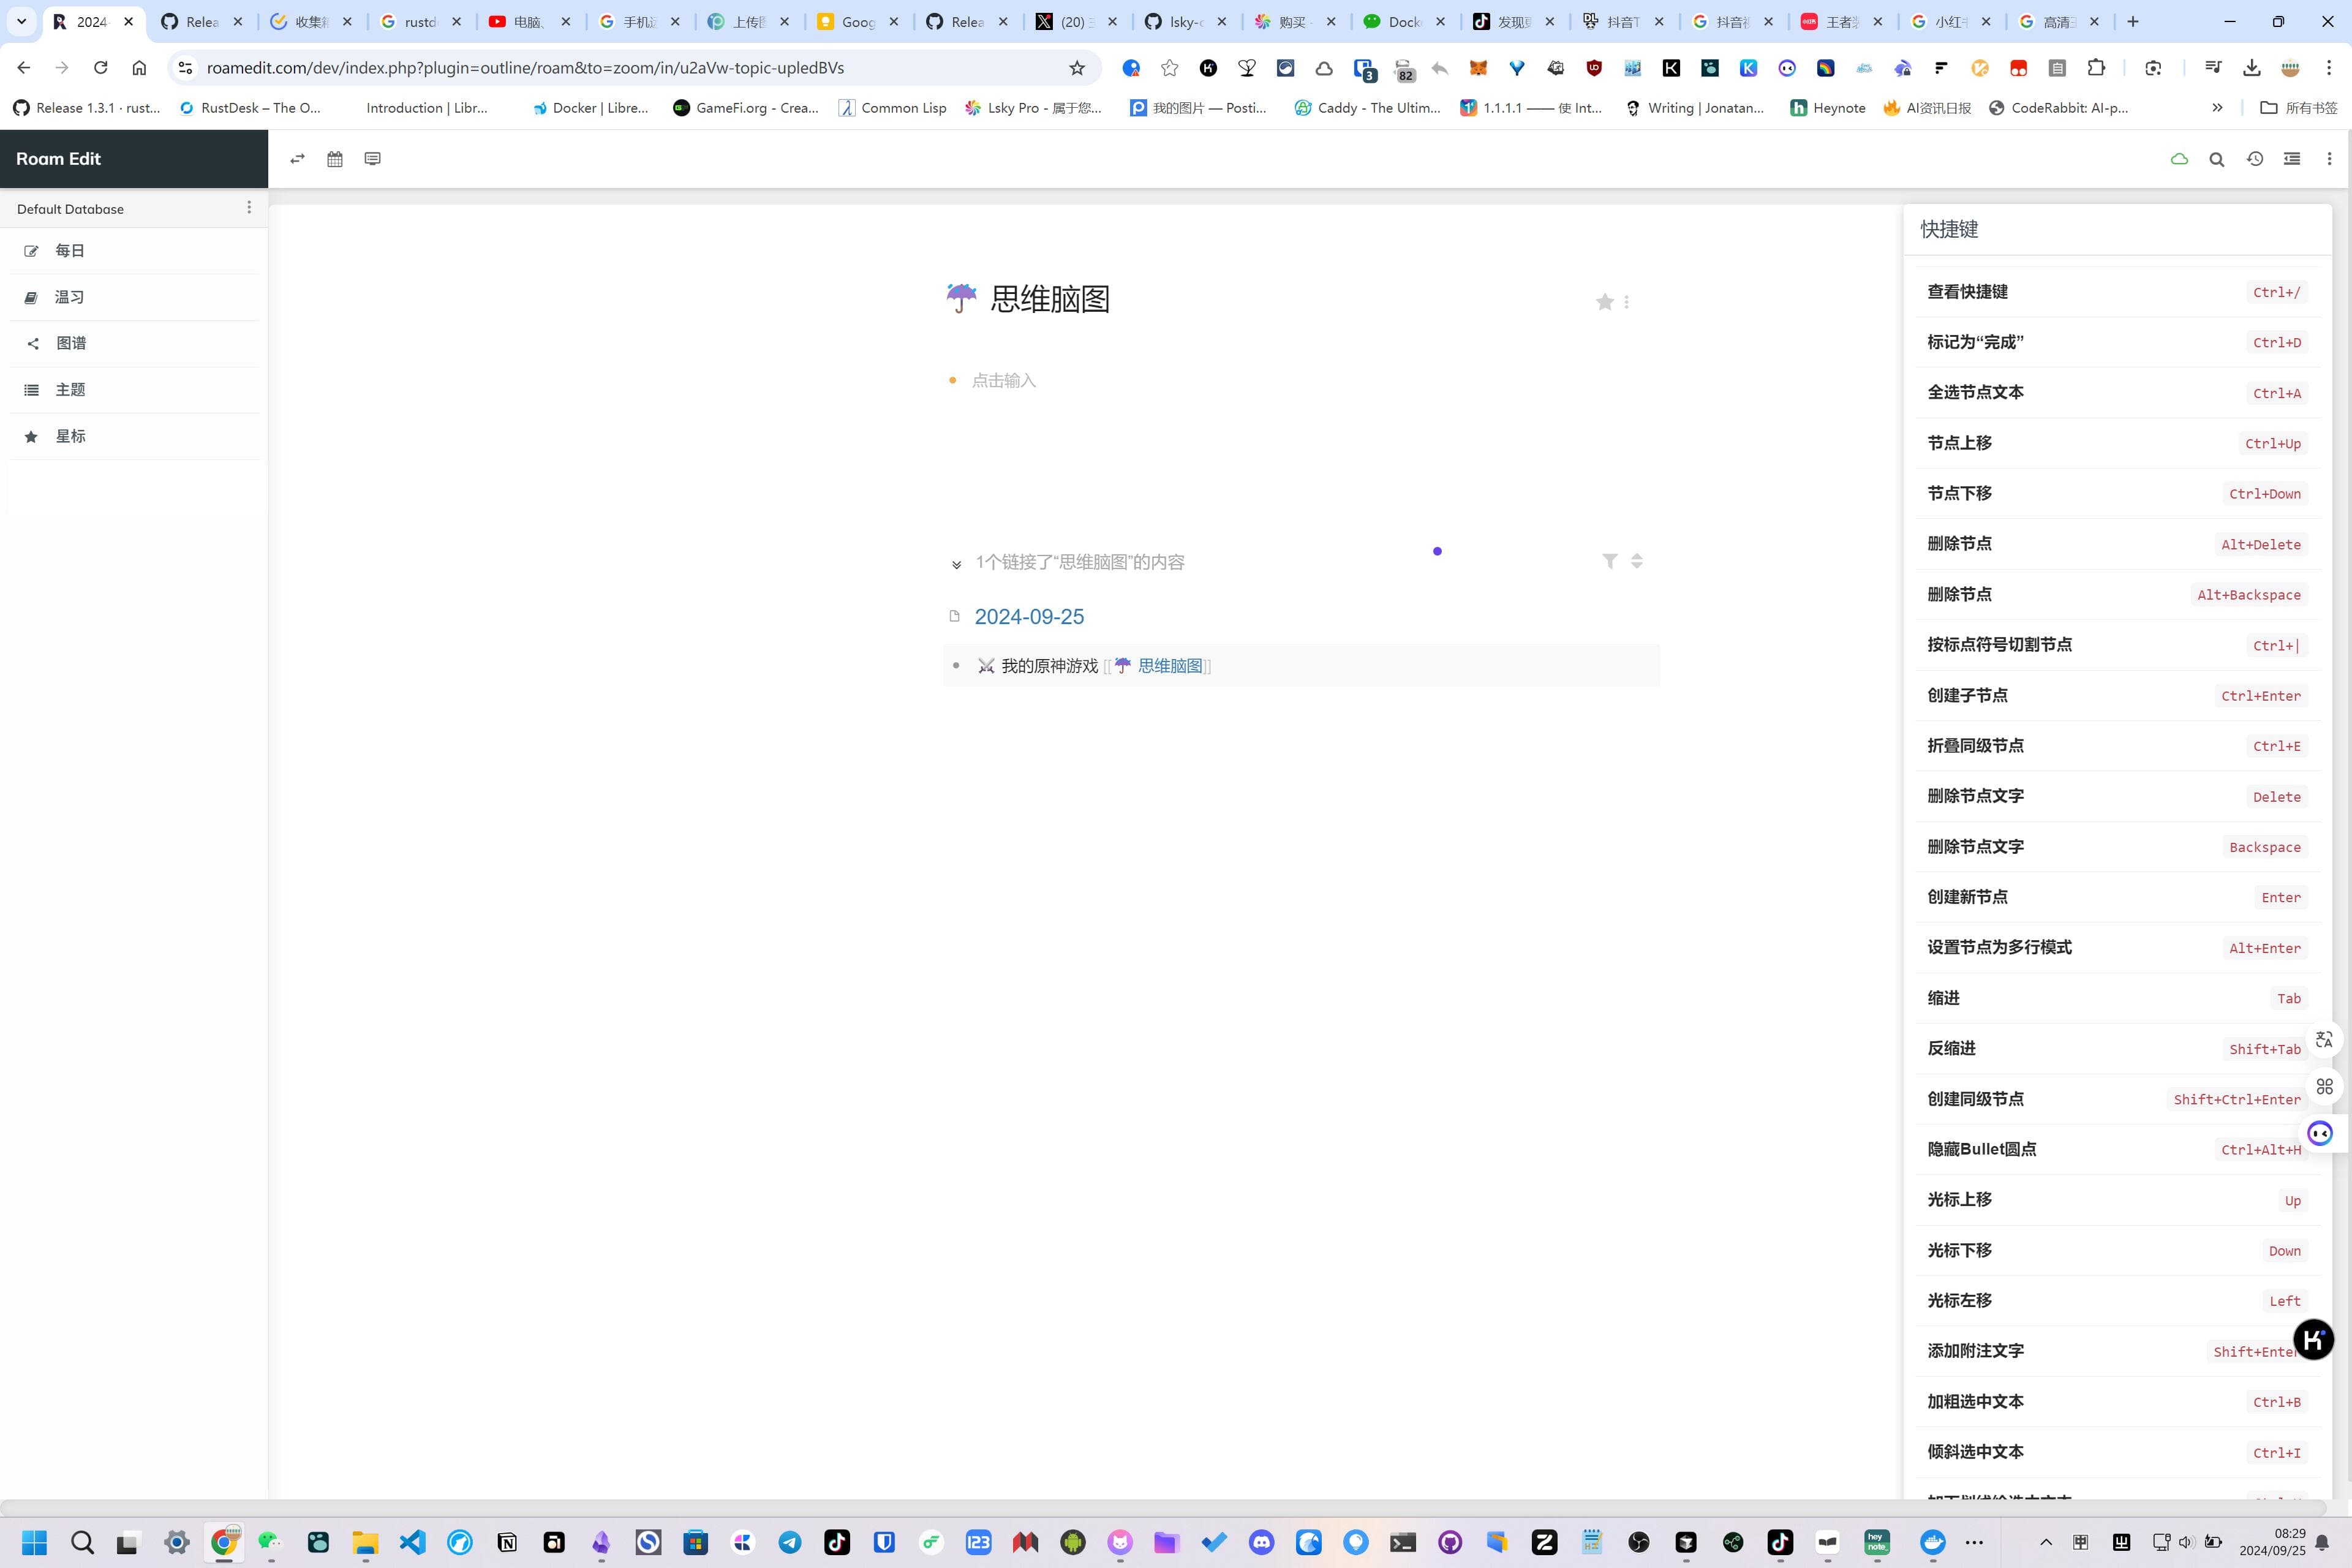 2024-
Relea
收集箱
rustd
电脑、
手机远
上传图
Goog
Relea
(20) 主
lsky-
购买 -
Dock
发现更
抖音T
抖音视
王者荣
小红书
高清王
roamedit.com/dev/index.php?plugin=outline/roam&to=zoom/in/u2aVw-topic-upledBVs
3
82
Release 1.3.1 · rust...
RustDesk – The O...
Introduction | Libr...
Docker | Libre...
GameFi.org - Crea...
Common Lisp
Lsky Pro - 属于您...
我的图片 — Posti...
Caddy - The Ultim...
1.1.1.1 —— 使 Int...
Writing | Jonatan...
Heynote
AI资讯日报
CodeRabbit: AI-p...
所有书签
Roam Edit
Default Database
每日
温习
图谱
主题
星标
思维脑图
点击输入
1个链接了“思维脑图”的内容
2024-09-25
我的原神游戏 [[ 思维脑图]]
快捷键
查看快捷键 Ctrl+/
标记为“完成” Ctrl+D
全选节点文本 Ctrl+A
节点上移 Ctrl+Up
节点下移 Ctrl+Down
删除节点 Alt+Delete
删除节点 Alt+Backspace
按标点符号切割节点 Ctrl+|
创建子节点 Ctrl+Enter
折叠同级节点 Ctrl+E
删除节点文字 Delete
删除节点文字 Backspace
创建新节点 Enter
设置节点为多行模式 Alt+Enter
缩进 Tab
反缩进 Shift+Tab
创建同级节点 Shift+Ctrl+Enter
隐藏Bullet圆点 Ctrl+Alt+H
光标上移 Up
光标下移 Down
光标左移 Left
添加附注文字 Shift+Enter
加粗选中文本 Ctrl+B
倾斜选中文本 Ctrl+I
123
hey note_
08:29
2024/09/25